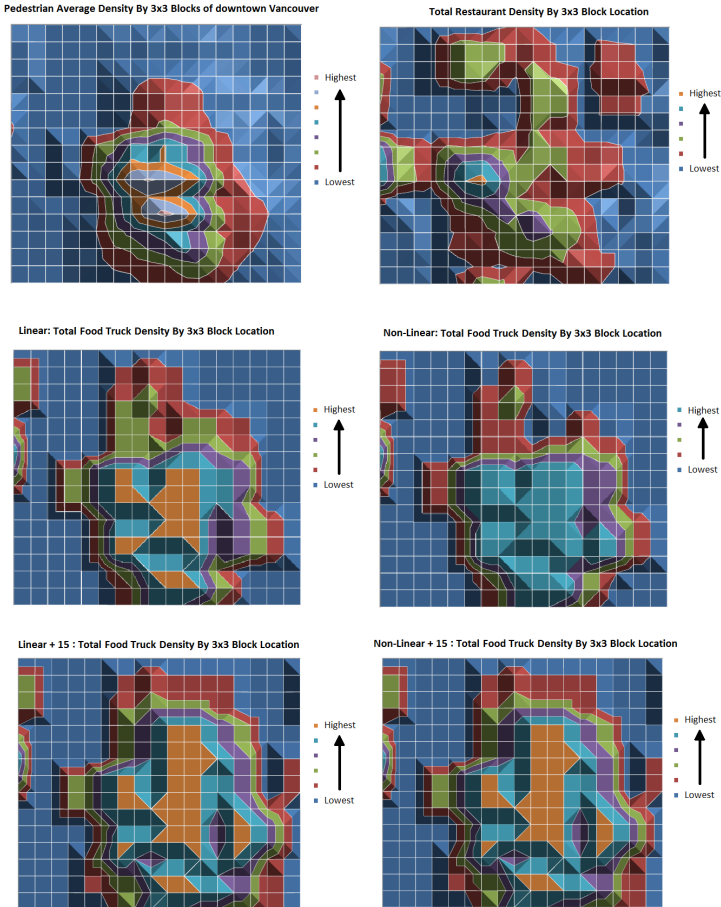 Pedestrian Average Density By 3x3 Blocks of downtown Vancouver
Highest
Lowest
Total Restaurant Density By 3x3 Block Location
Highest
Lowest
Linear: Total Food Truck Density By 3x3 Block Location
Highest
Lowest
Non-Linear: Total Food Truck Density By 3x3 Block Location
Highest
Lowest
Linear + 15 : Total Food Truck Density By 3x3 Block Location
Highest
Lowest
Non-Linear + 15 : Total Food Truck Density By 3x3 Block Location
Highest
Lowest